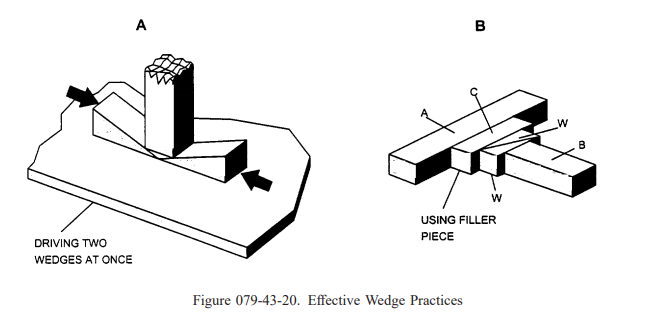 A
B
C
A
W
B
W
DRIVING TWO
WEDGES AT ONCE
USING FILLER
PIECE
Figure 079-43-20. Effective Wedge Practices